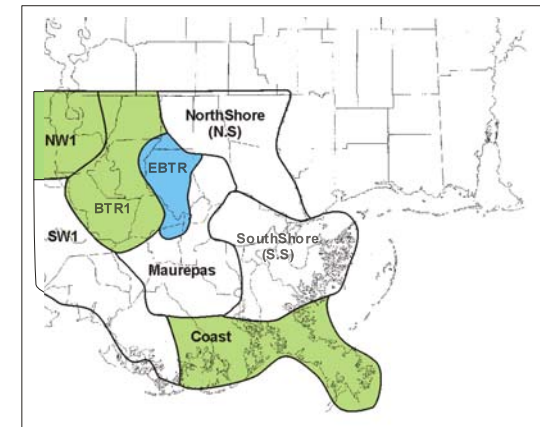 NorthShore
(N.S)
NW1
EBTR
BTR1
SW1
SouthShore
(S.S)
Maurepas
Coast